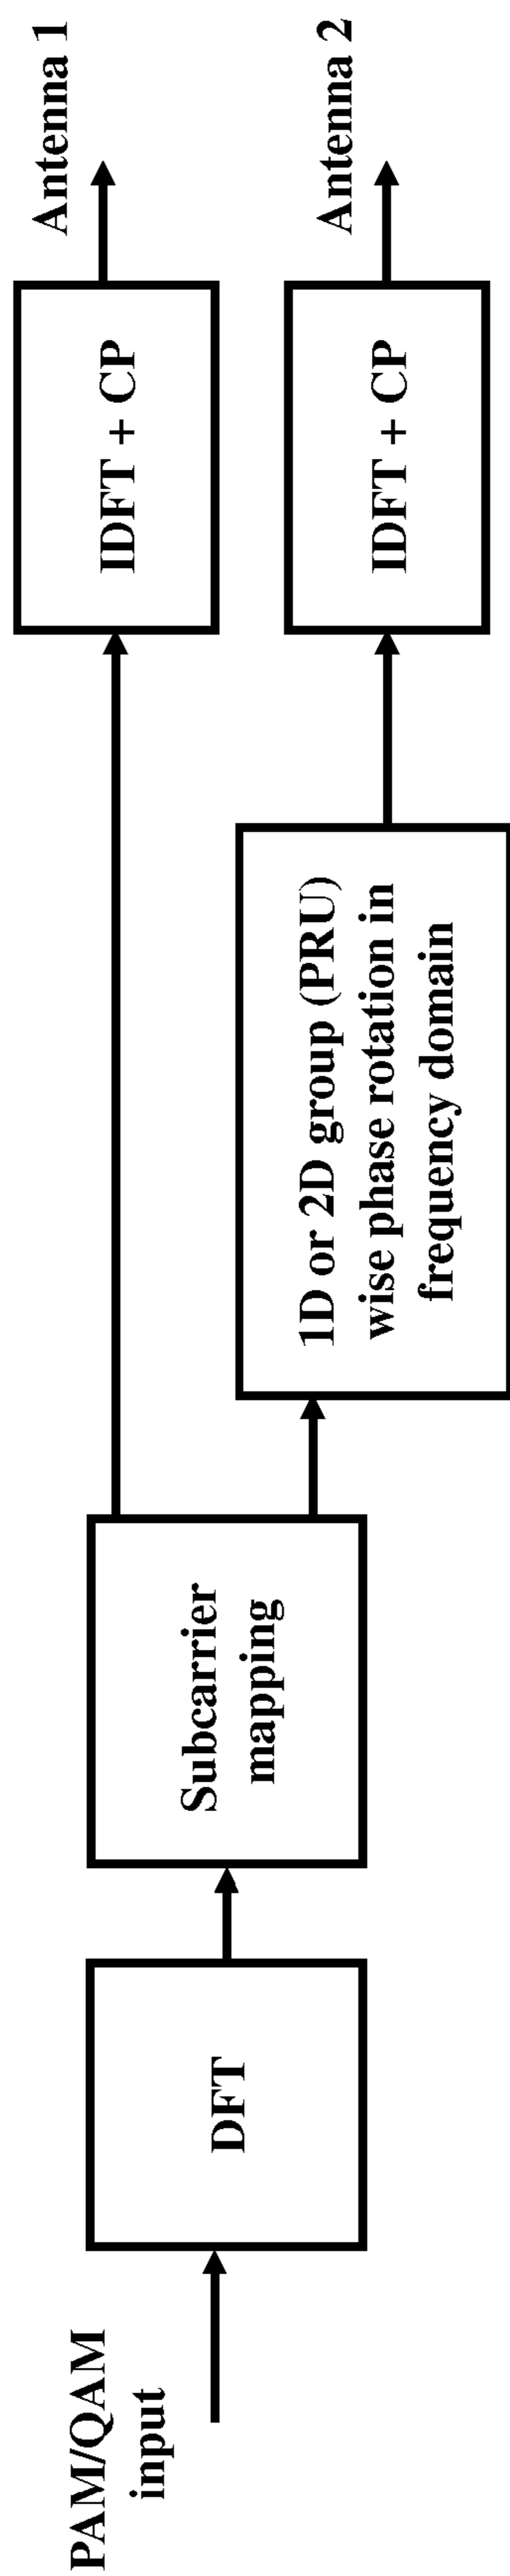 PAM/QAM
input
DFT
Subcarrier
mapping
1D or 2D group (PRU)
wise phase rotation in
frequency domain
IDFT + CP
Antenna 1
IDFT + CP
Antenna 2